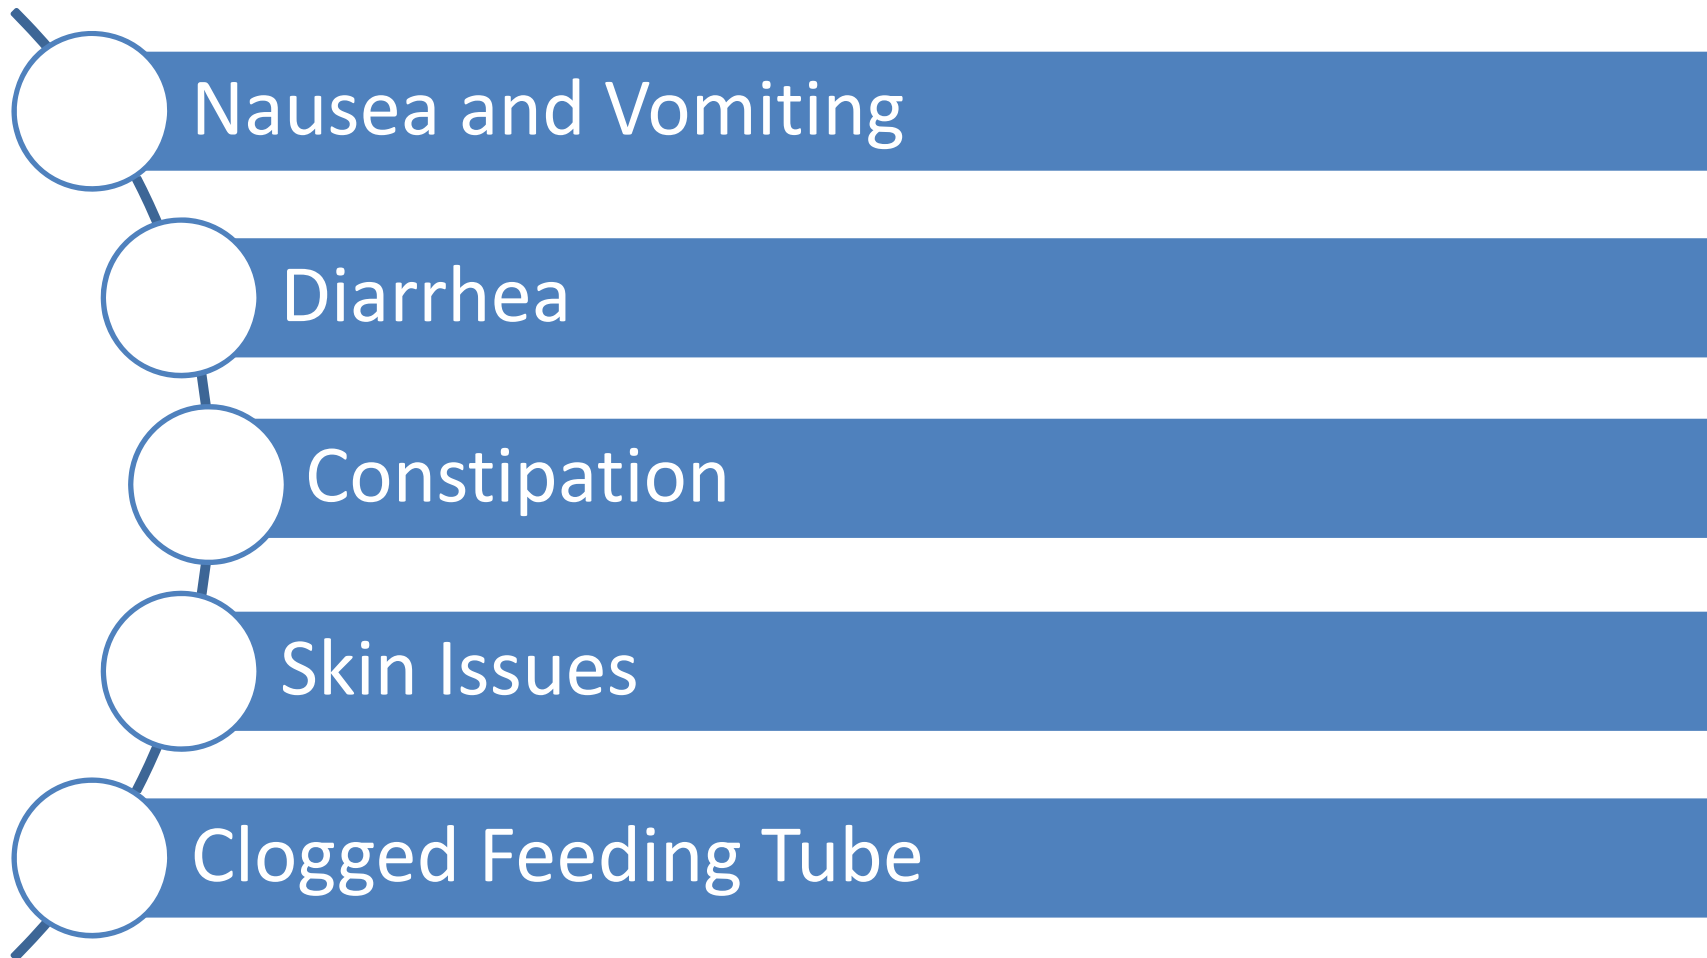 Nausea and Vomiting
Diarrhea
Constipation
Skin Issues
Clogged Feeding Tube